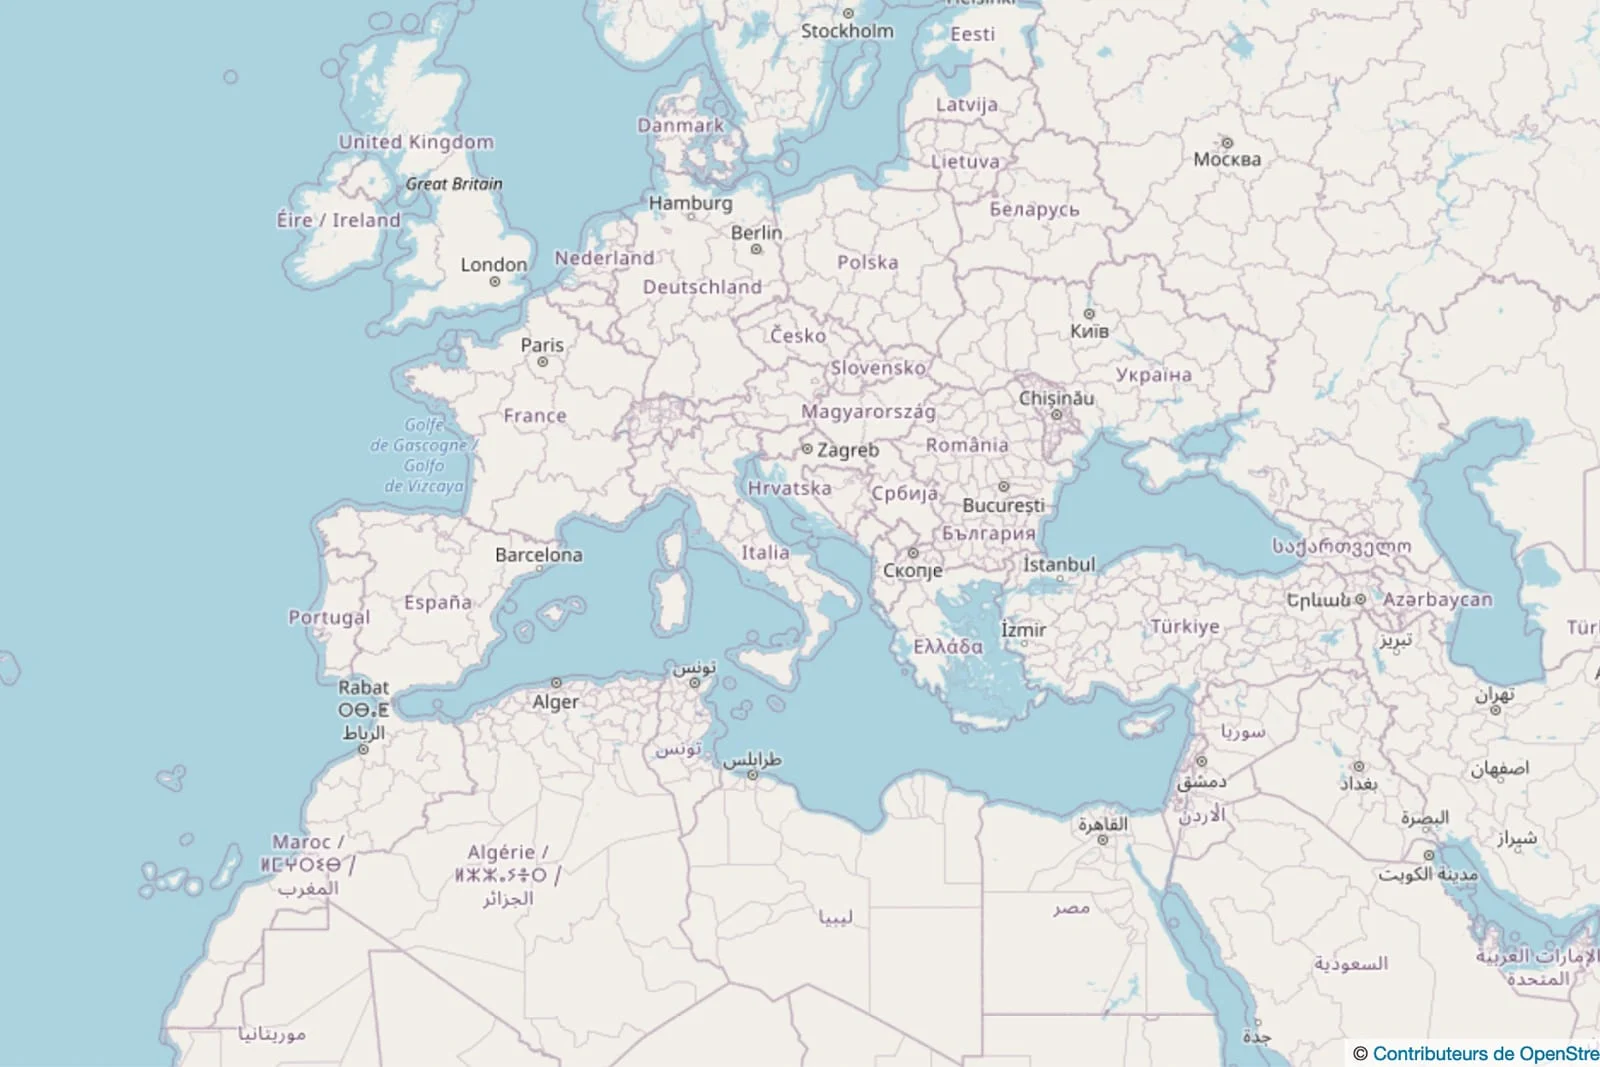 Stockholm
Eesti
Latvija
Danmark
United Kingdom
Москва
Lietuva
Great Britain
Hamburg
Беларусь
Éire / Ireland
Berlin
Nederland
Polska
London
Deutschland
Київ
Česko
Paris
Slovensko
Україна
Chișinău
France
Magyarország
Golfe
de Gascogne /
Golfo
de Vizcaya
Zagreb
România
Hrvatska
Србија
București
България
Italia
Barcelona
Скопје
İstanbul
საქართველო
España
Երևան
Azərbaycan
Portugal
İzmir
Türkiye
تبریز
Ελλάδα
تونس
Rabat
ⵔⴱⴰⵟ
الرباط
Alger
تهران
سوريا
تونس
طرابلس
دمشق
بغداد
اصفهان
الأردن
البصرة
القاهرة
شیراز
Maroc /
ⵍⵎⵖⵔⵉⴱ /
المغرب
Algérie /
ⵍⵣⵣⴰⵢⴻⵔ /
الجزائر
مدينة الكويت
ليبيا
مصر
السعودية
الإمارات العربية
المتحدة
موريتانيا
جدة
© Contributeurs de OpenStre